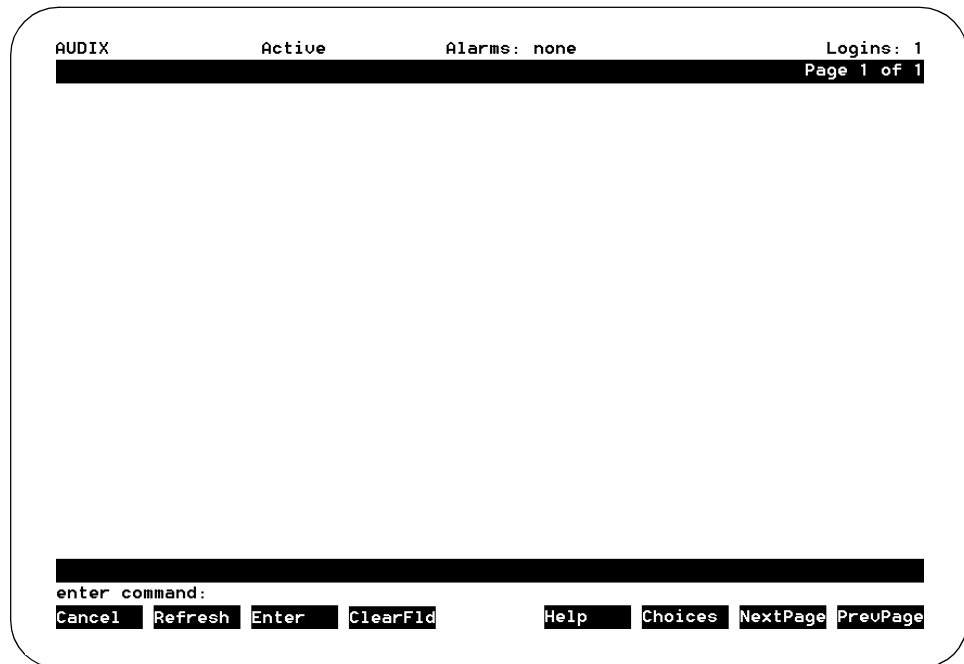 AUDIX Active Alarms: none Logins: 1
Page 1 of 1
enter command:
Cancel Refresh Enter ClearFld Help Choices NextPage PrevPage